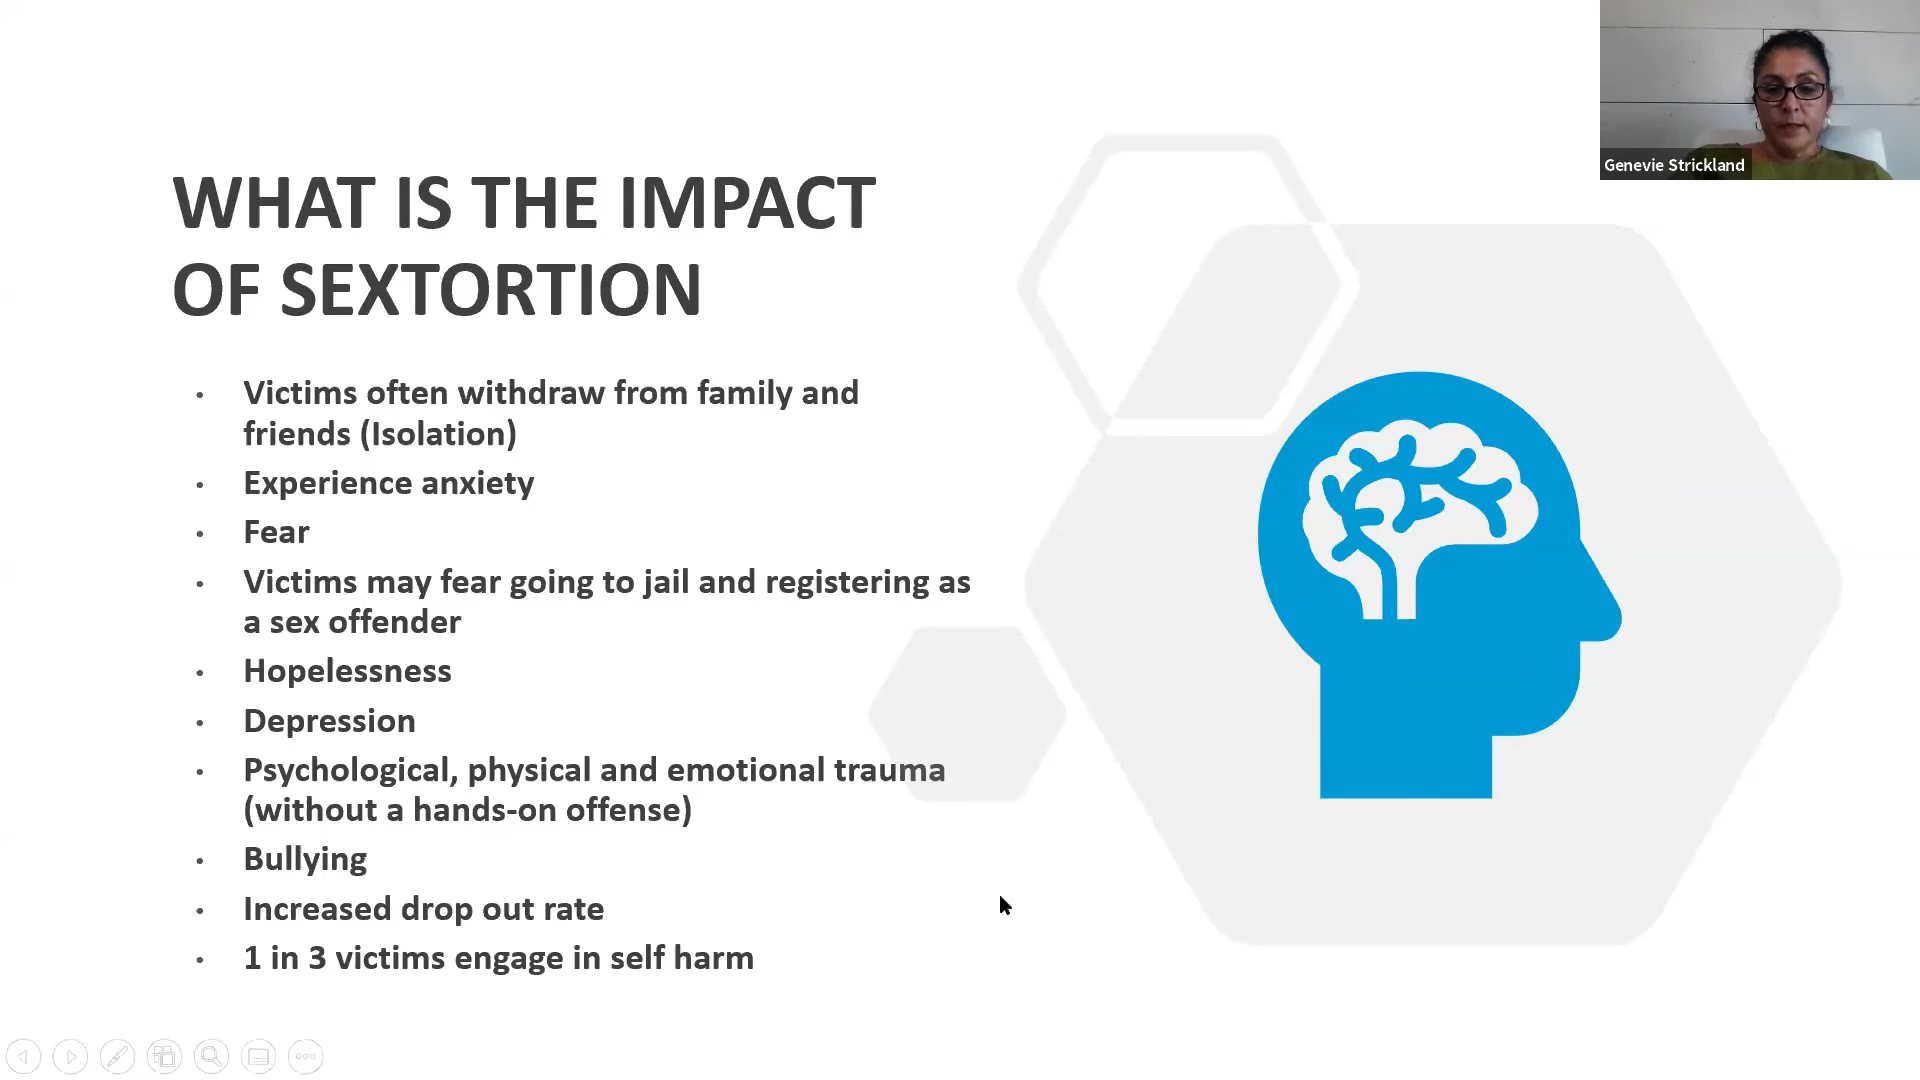 Genevie Strickland
WHAT IS THE IMPACT
OF SEXTORTION
• Victims often withdraw from family and
friends (Isolation)
• Experience anxiety
• Fear
• Victims may fear going to jail and registering as
a sex offender
• Hopelessness
• Depression
• Psychological, physical and emotional trauma
(without a hands-on offense)
• Bullying
• Increased drop out rate
• 1 in 3 victims engage in self harm